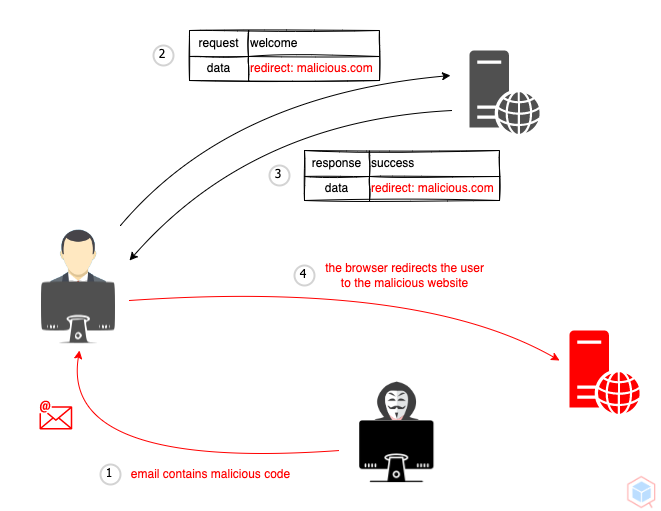 2
request welcome
data redirect: malicious.com
3
response success
data redirect: malicious.com
4
the browser redirects the user
to the malicious website
@
1
email contains malicious code